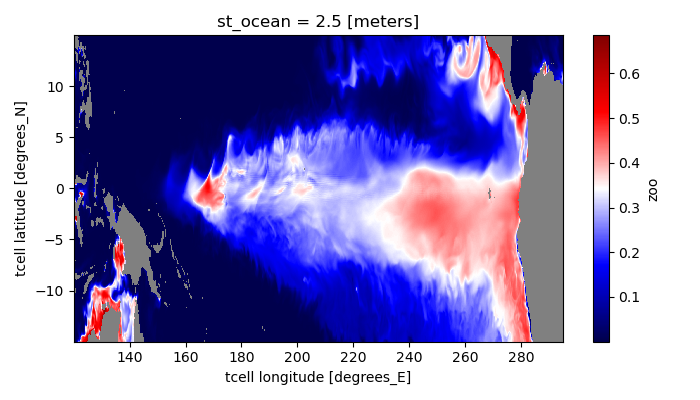 st_ocean = 2.5 [meters]
10
5
0
−5
−10
tcell latitude [degrees_N]
140 160 180 200 220 240 260 280
tcell longitude [degrees_E]
0.6
0.5
0.4
0.3
0.2
0.1
zoo